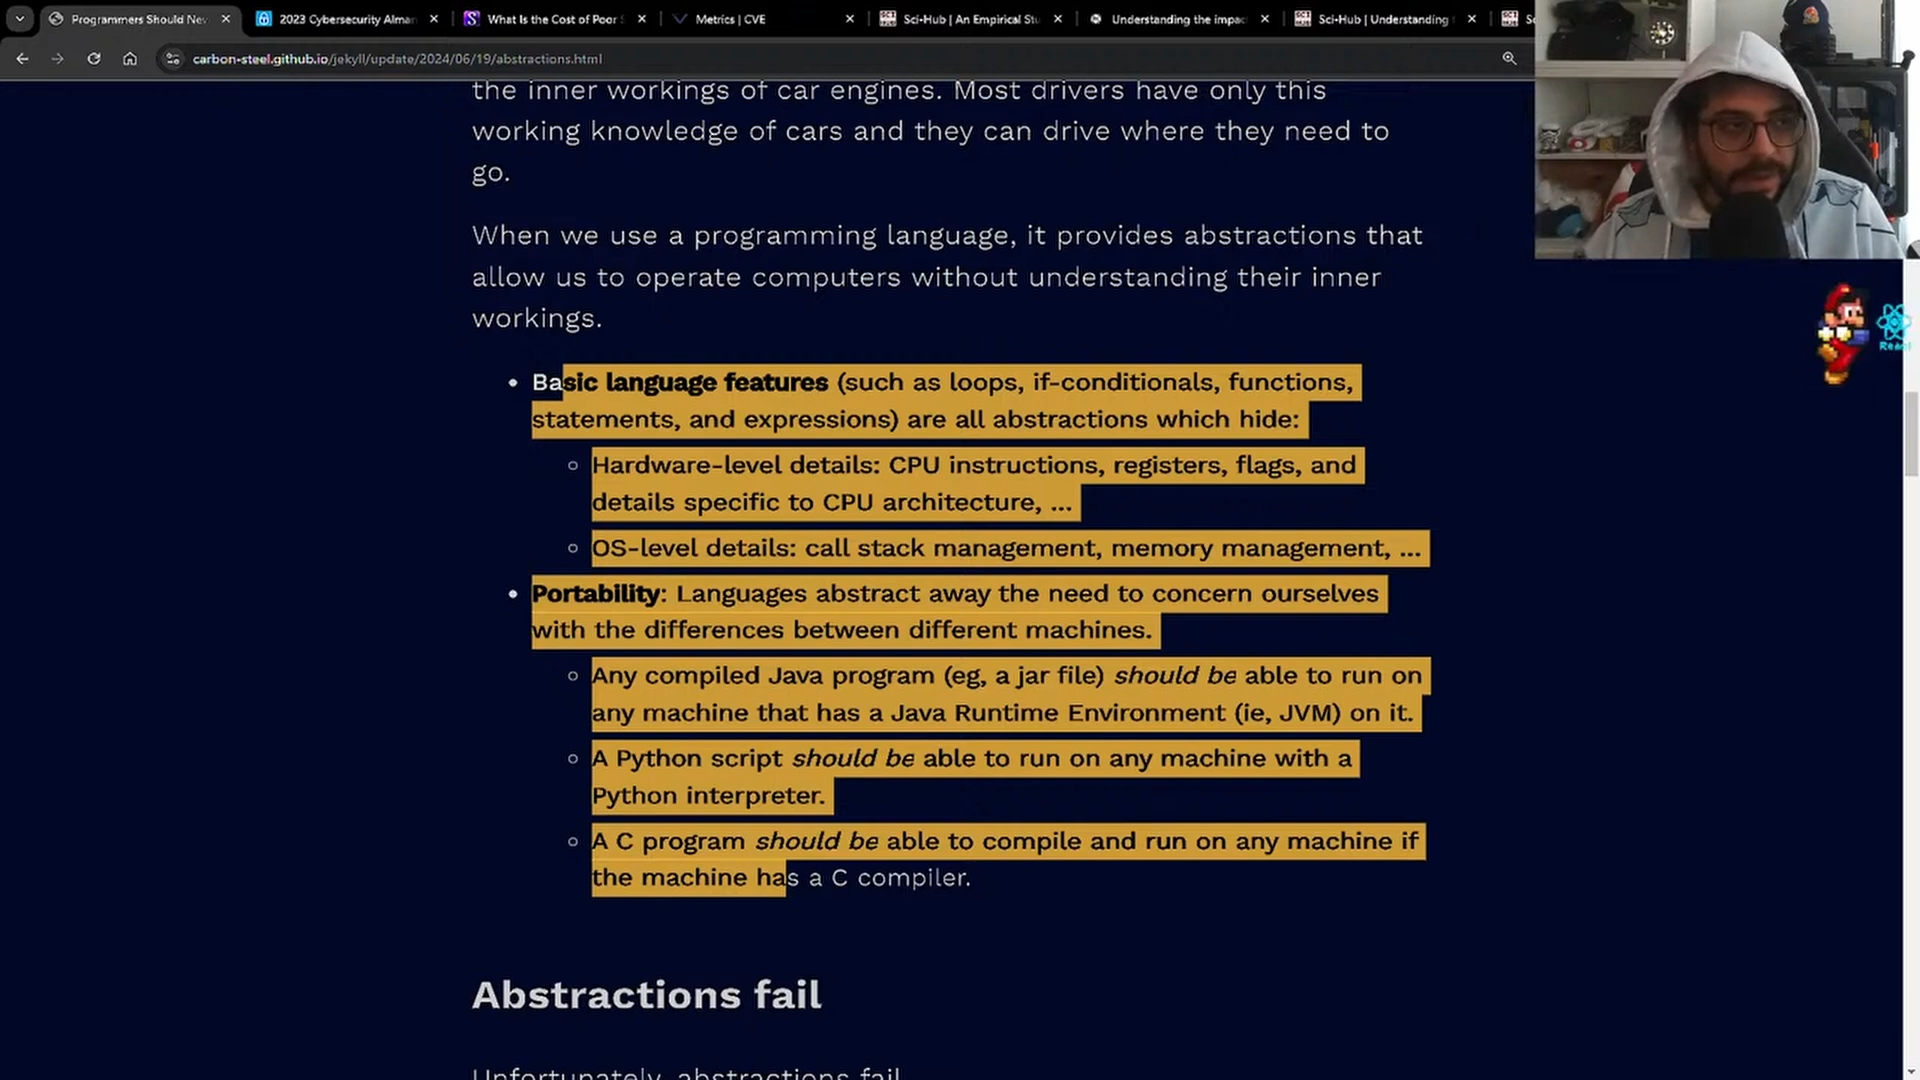 Programmers Should Nev
2023 Cybersecurity Alman
What Is the Cost of Poor S
Metrics | CVE
Sci-Hub | An Empirical Stu
Understanding the impac
Sci-Hub | Understanding
Sc
carbon-steel.github.io/jekyll/update/2024/06/19/abstractions.html
the inner workings of car engines. Most drivers have only this
working knowledge of cars and they can drive where they need to
go.
When we use a programming language, it provides abstractions that
allow us to operate computers without understanding their inner
workings.
Basic language features (such as loops, if-conditionals, functions,
statements, and expressions) are all abstractions which hide:
Hardware-level details: CPU instructions, registers, flags, and
details specific to CPU architecture, ...
OS-level details: call stack management, memory management, ...
Portability: Languages abstract away the need to concern ourselves
with the differences between different machines.
Any compiled Java program (eg, a jar file) should be able to run on
any machine that has a Java Runtime Environment (ie, JVM) on it.
A Python script should be able to run on any machine with a
Python interpreter.
A C program should be able to compile and run on any machine if
the machine has a C compiler.
Abstractions fail
Unfortunately, abstractions fail
React